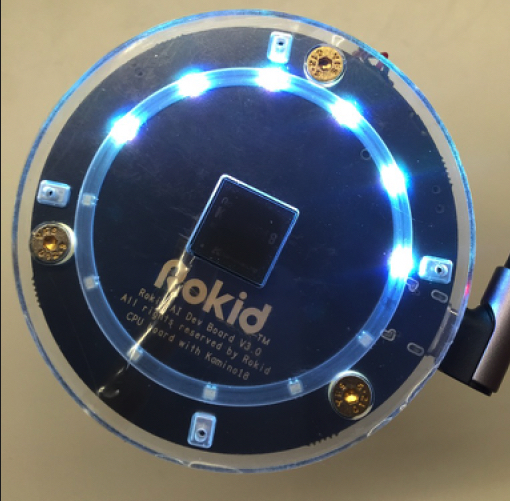 Rokid™
Rokid AI Dev Board V3.0
All rights reserved by Rokid
CPU Board with Kamino18